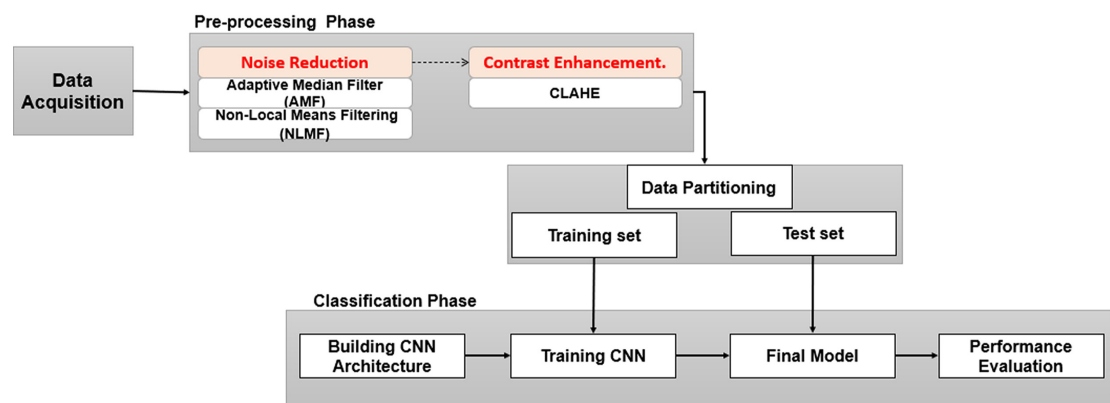 Pre-processing Phase
Data
Acquisition
Noise Reduction
Adaptive Median Filter
(AMF)
Non-Local Means Filtering
(NLMF)
Contrast Enhancement.
CLAHE
Data Partitioning
Training set
Test set
Classification Phase
Building CNN
Architecture
Training CNN
Final Model
Performance
Evaluation